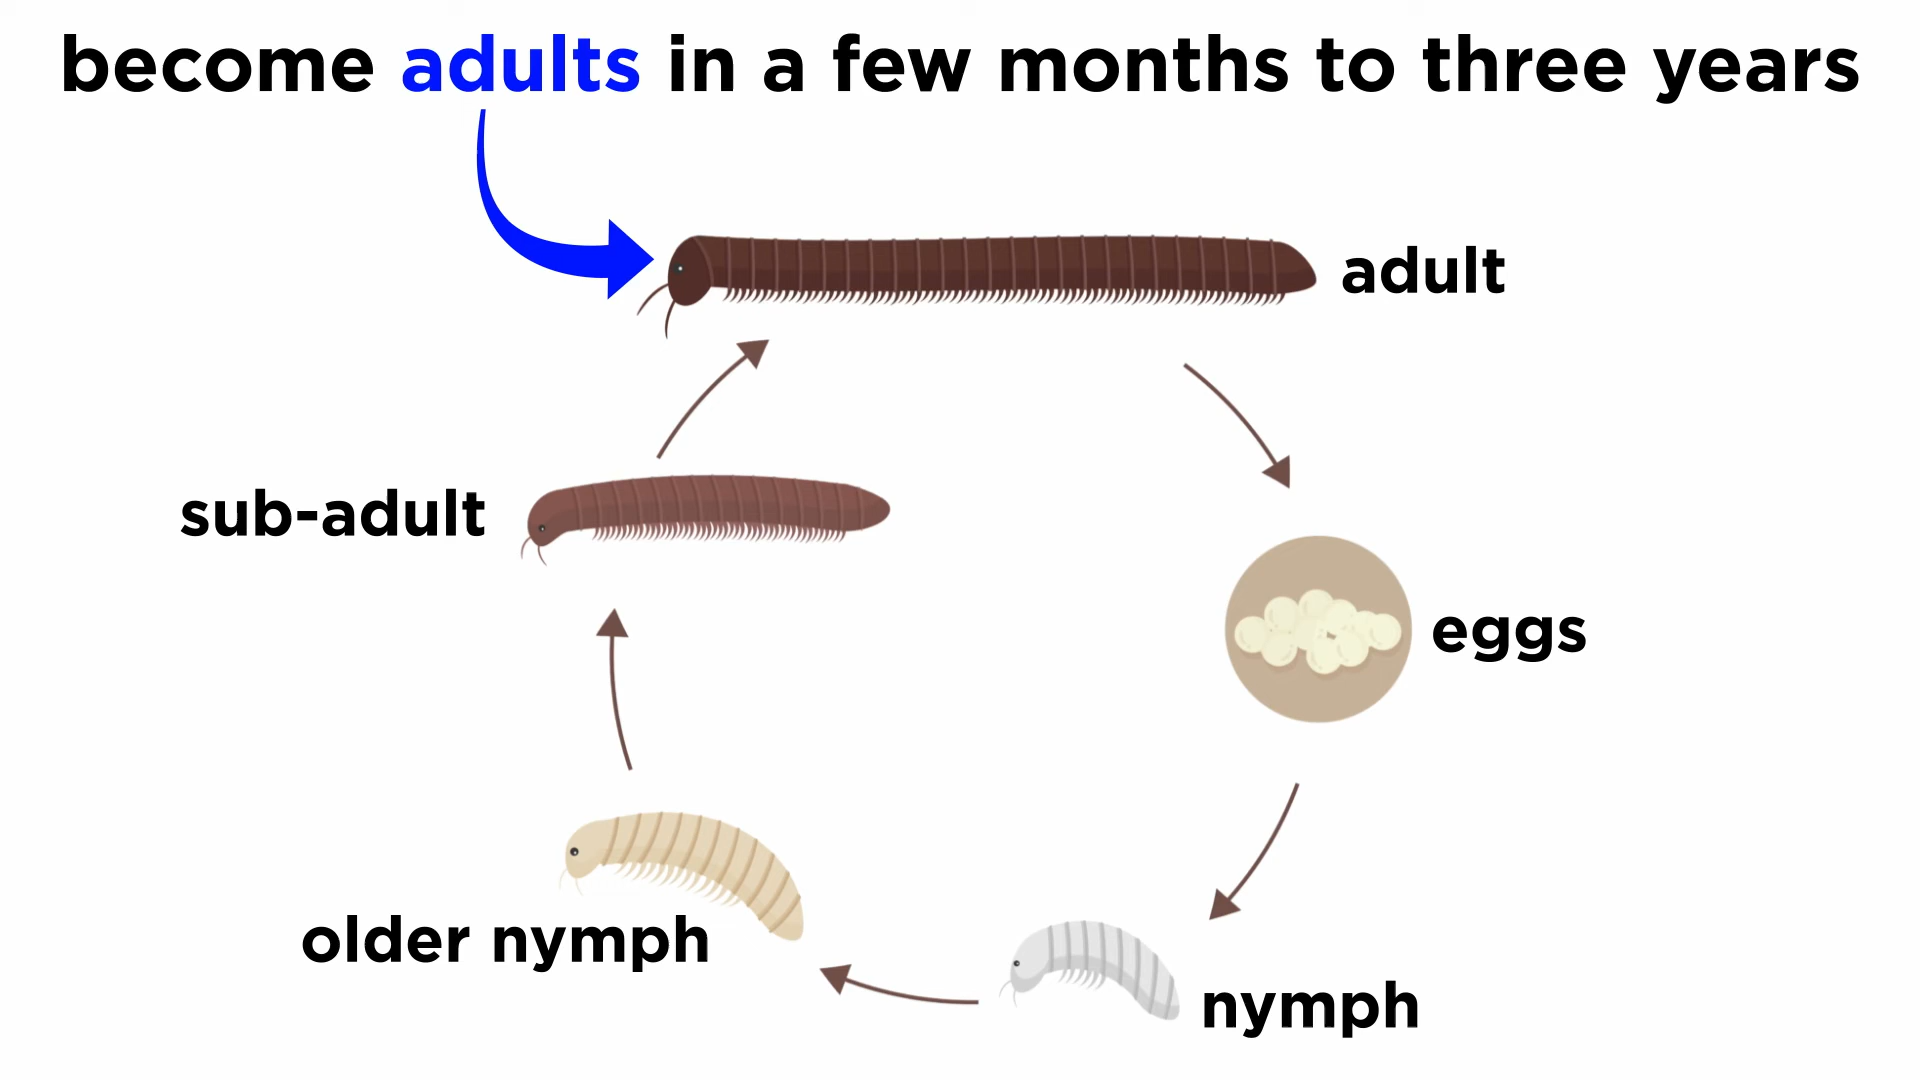 become adults in a few months to three years
adult
sub-adult
eggs
older nymph
nymph